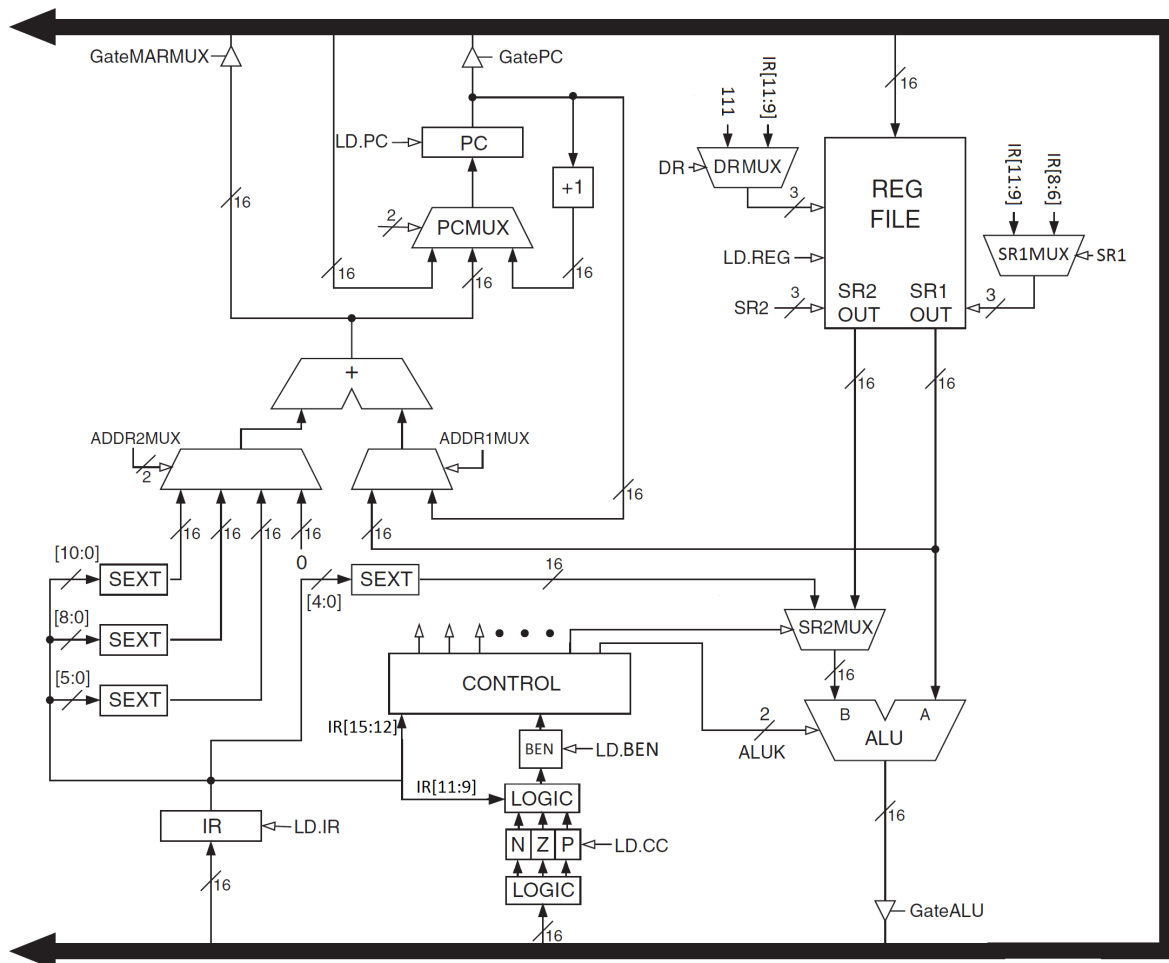 GateMARMUX
GatePC
16
111
IR[11:9]
LD.PC
PC
+1
DR
DRMUX
3
REG
FILE
IR[11:9]
IR[8:6]
16
2
PCMUX
SR1MUX
SR1
LD.REG
16
16
16
SR2
3
SR2
OUT
SR1
OUT
3
+
16
16
ADDR2MUX
2
ADDR1MUX
16
16
16
16
16
16
[10:0]
SEXT
0
[4:0]
SEXT
16
[8:0]
SEXT
SR2MUX
[5:0]
SEXT
CONTROL
16
IR[15:12]
B
A
ALU
2
ALUK
BEN
LD.BEN
IR[11:9]
LOGIC
IR
LD.IR
N
Z
P
LD.CC
16
16
LOGIC
16
GateALU